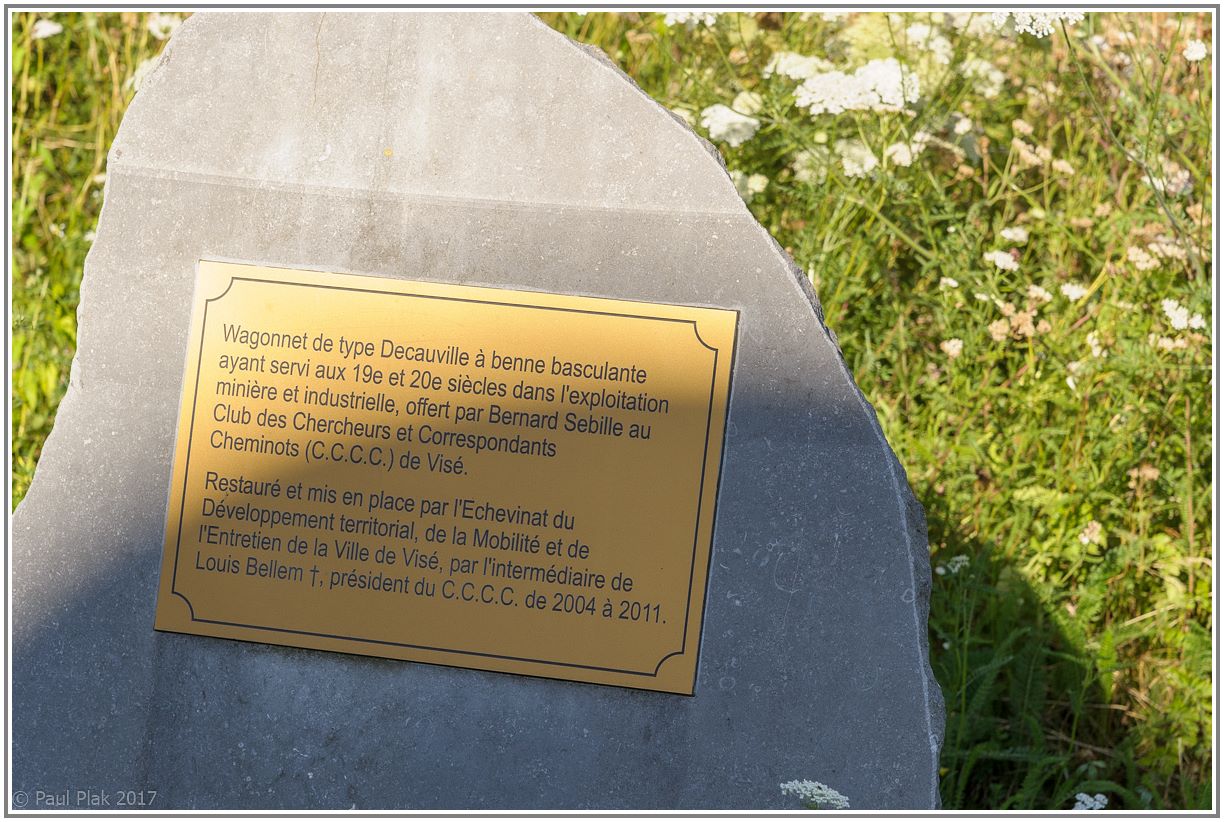 Wagonnet de type Decauville à benne basculante
ayant servi aux 19e et 20e siècles dans l'exploitation
minière et industrielle, offert par Bernard Sebille au
Club des Chercheurs et Correspondants
Cheminots (C.C.C.C.) de Visé.
Restauré et mis en place par l'Echevinat du
Développement territorial, de la Mobilité et de
l'Entretien de la Ville de Visé, par l'intermédiaire de
Louis Bellem †, président du C.C.C.C. de 2004 à 2011.
© Paul Plak 2017